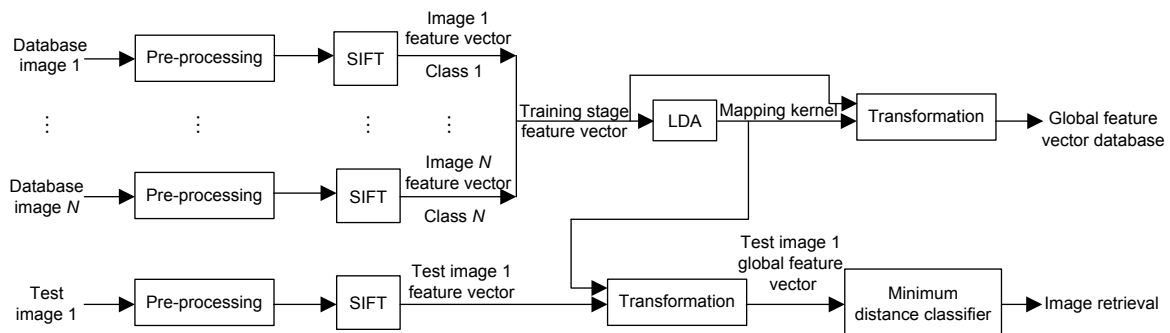 Database
image 1
Pre-processing
SIFT
Image 1
feature vector
Class 1
Training stage
feature vector
LDA
Mapping kernel
Transformation
Global feature
vector database
Database
image N
Pre-processing
SIFT
Image N
feature vector
Class N
Test
image 1
Pre-processing
SIFT
Test image 1
feature vector
Transformation
Test image 1
global feature
vector
Minimum
distance classifier
Image retrieval